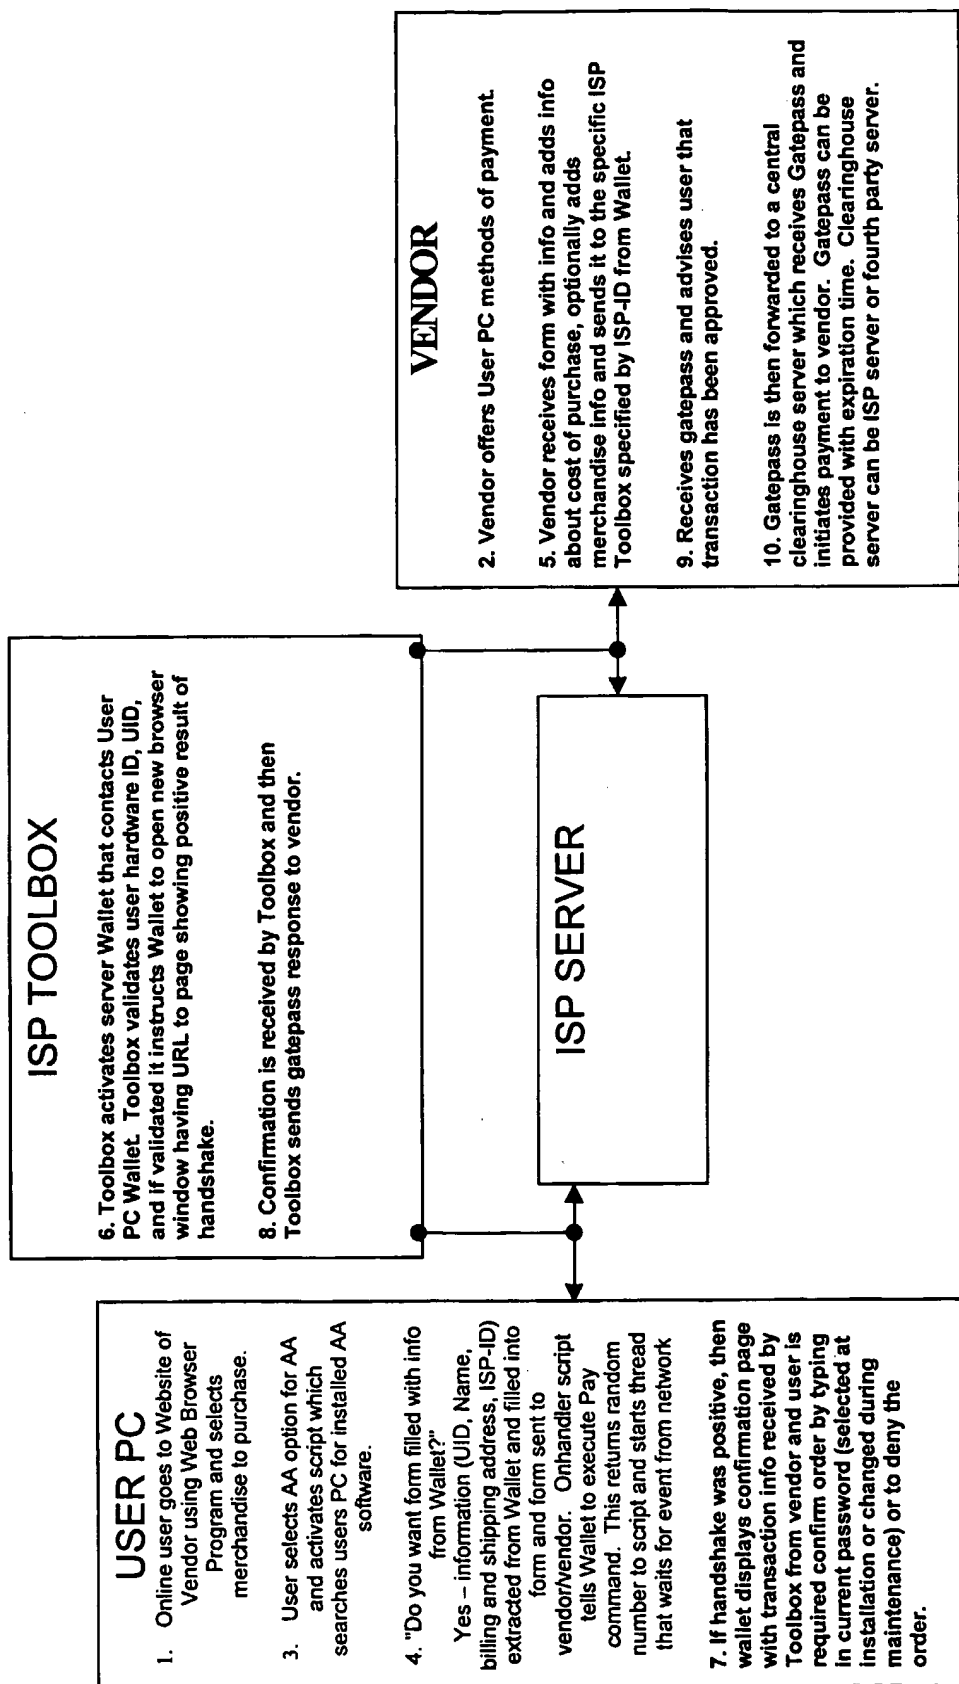 USER PC
1. Online user goes to Website of
Vendor using Web Browser
Program and selects
merchandise to purchase.
3. User selects AA option for AA
and activates script which
searches users PC for installed AA
software.
4. "Do you want form filled with info
from Wallet?"
Yes – information (UID, Name,
billing and shipping address, ISP-ID)
extracted from Wallet and filled into
form and form sent to
vendor/vendor. Onhandler script
tells Wallet to execute Pay
command. This returns random
number to script and starts thread
that waits for event from network
7. If handshake was positive, then
wallet displays confirmation page
with transaction info received by
Toolbox from vendor and user is
required confirm order by typing
in current password (selected at
installation or changed during
maintenance) or to deny the
order.
ISP TOOLBOX
6. Toolbox activates server Wallet that contacts User
PC Wallet. Toolbox validates user hardware ID, UID,
and if validated it instructs Wallet to open new browser
window having URL to page showing positive result of
handshake.
8. Confirmation is received by Toolbox and then
Toolbox sends gatepass response to vendor.
ISP SERVER
VENDOR
2. Vendor offers User PC methods of payment.
5. Vendor receives form with info and adds info
about cost of purchase, optionally adds
merchandise info and sends it to the specific ISP
Toolbox specified by ISP-ID from Wallet.
9. Receives gatepass and advises user that
transaction has been approved.
10. Gatepass is then forwarded to a central
clearinghouse server which receives Gatepass and
initiates payment to vendor. Gatepass can be
provided with expiration time. Clearinghouse
server can be ISP server or fourth party server.